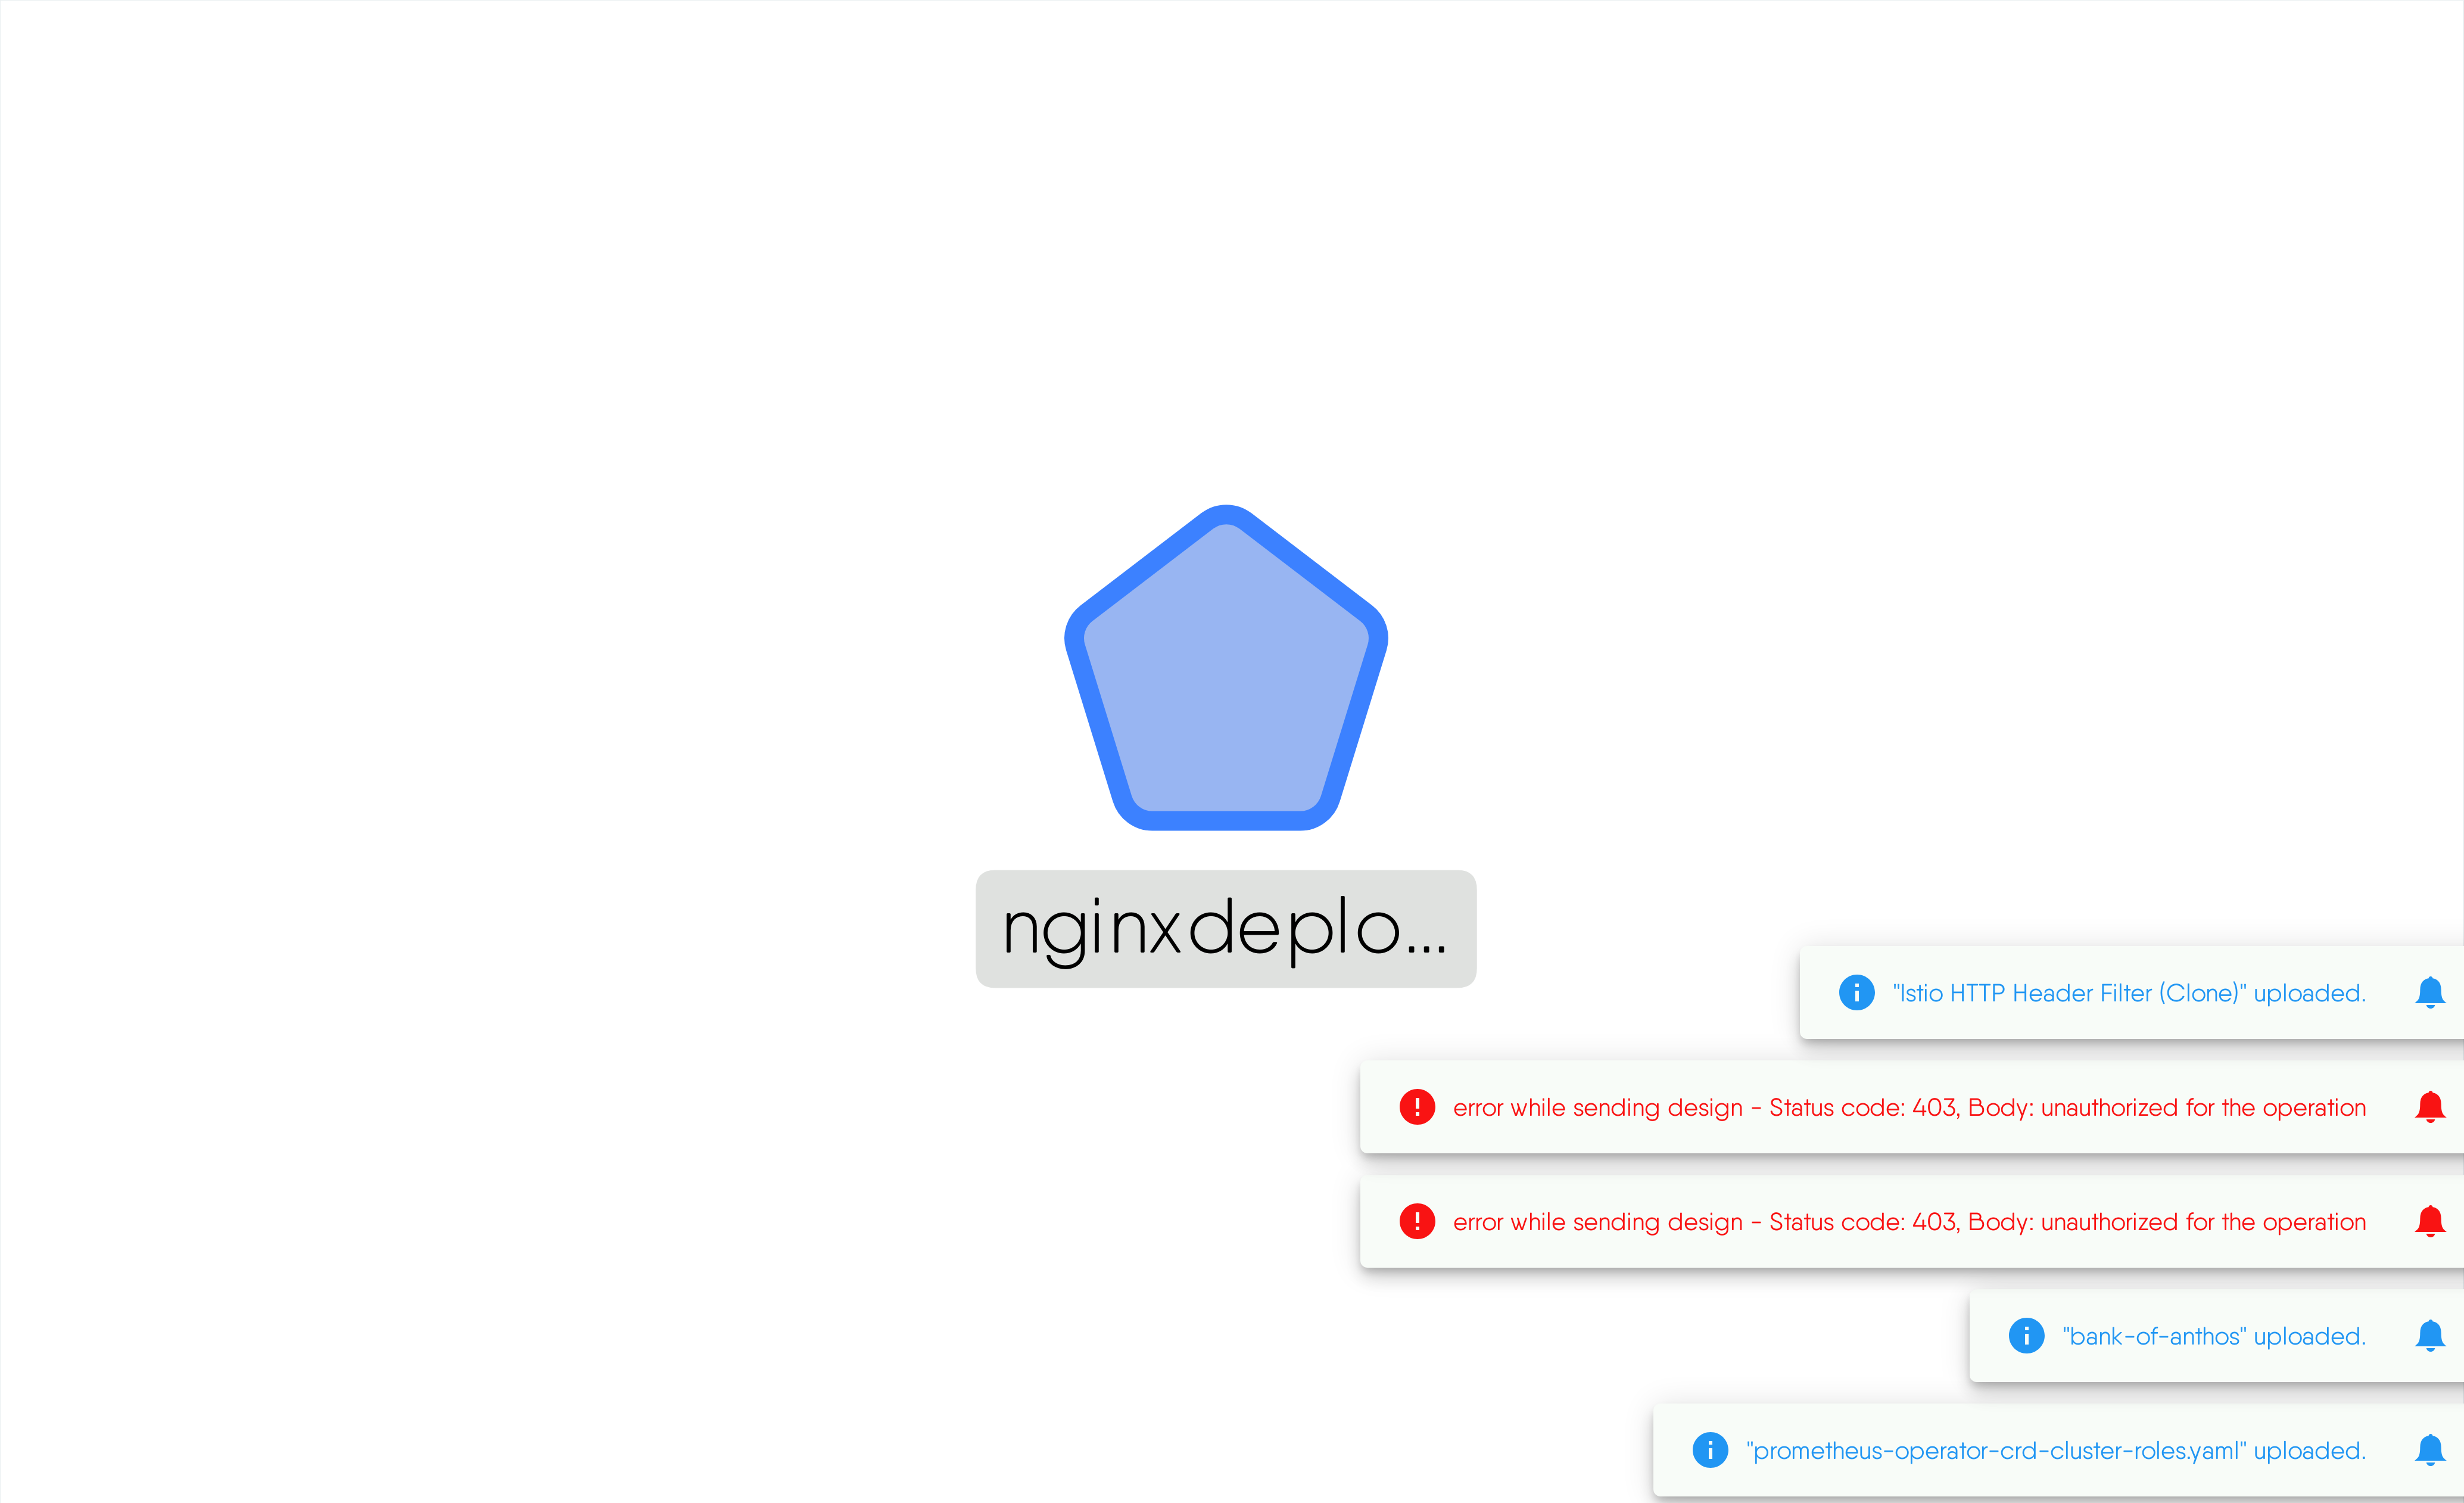 nginxdeplo...
"Istio HTTP Header Filter (Clone)" uploaded.
error while sending design - Status code: 403, Body: unauthorized for the operation
error while sending design - Status code: 403, Body: unauthorized for the operation
"bank-of-anthos" uploaded.
"prometheus-operator-crd-cluster-roles.yaml" uploaded.